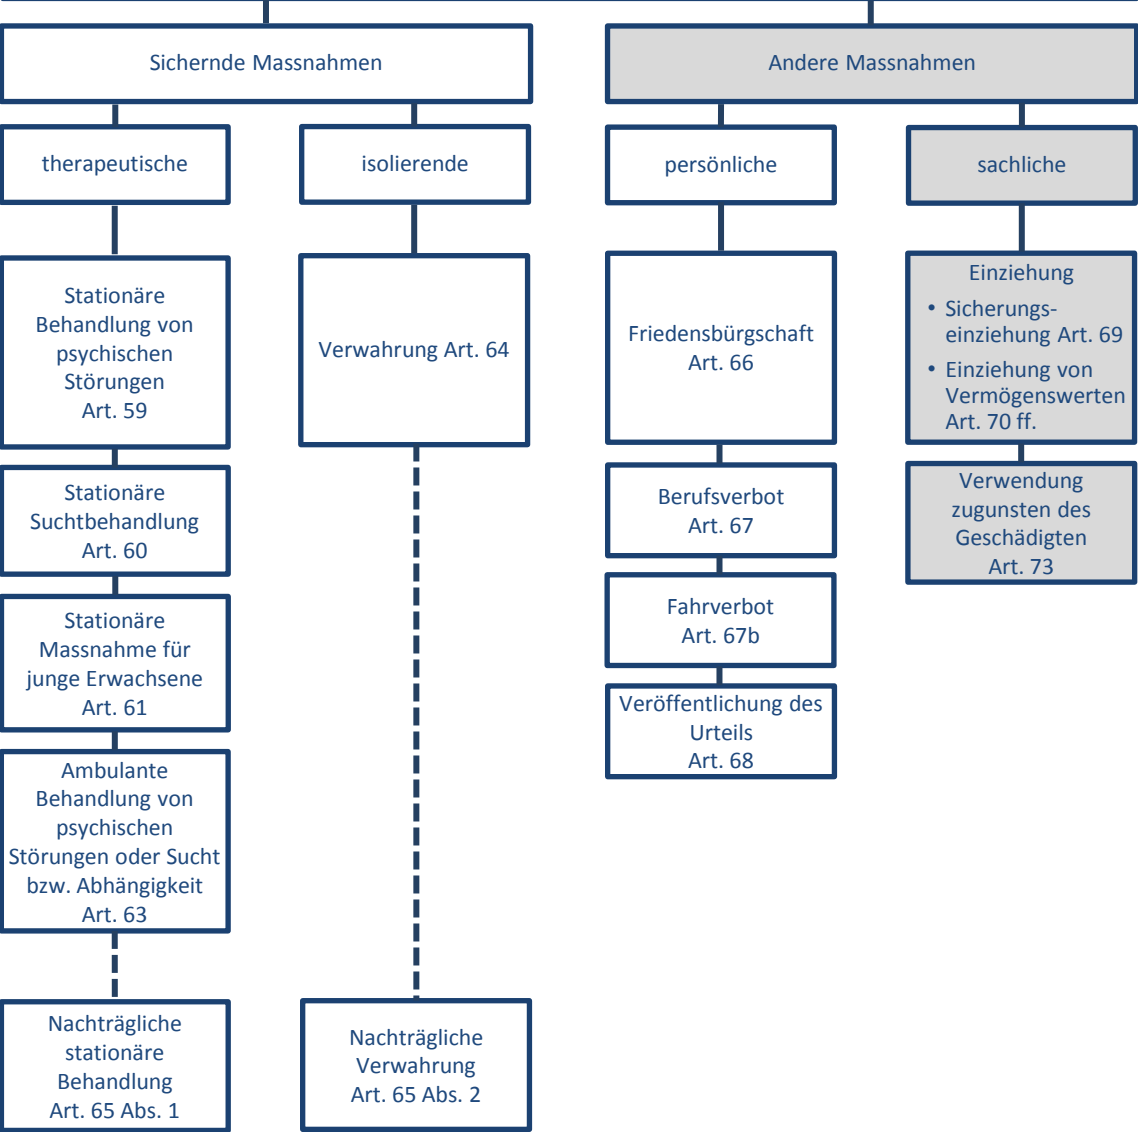 Sichernde Massnahmen
Andere Massnahmen
therapeutische
isolierende
persönliche
sachliche
Stationäre
Behandlung von
psychischen
Störungen
Art. 59
Verwahrung Art. 64
Friedensbürgschaft
Art. 66
Einziehung
• Sicherungs-
einziehung Art. 69
• Einziehung von
Vermögenswerten
Art. 70 ff.
Stationäre
Suchtbehandlung
Art. 60
Berufsverbot
Art. 67
Verwendung
zugunsten des
Geschädigten
Art. 73
Stationäre
Massnahme für
junge Erwachsene
Art. 61
Fahrverbot
Art. 67b
Veröffentlichung des
Urteils
Art. 68
Ambulante
Behandlung von
psychischen
Störungen oder Sucht
bzw. Abhängigkeit
Art. 63
Nachträgliche
stationäre
Behandlung
Art. 65 Abs. 1
Nachträgliche
Verwahrung
Art. 65 Abs. 2